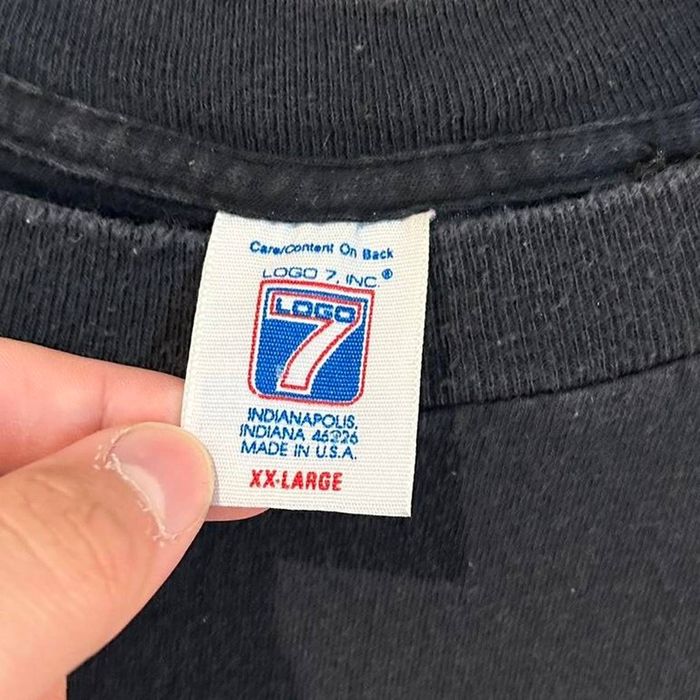 Care/Content On Back
LOGO 7, INC.®
LOGO
7
INDIANAPOLIS,
INDIANA 46226
MADE IN U.S.A.
XX-LARGE